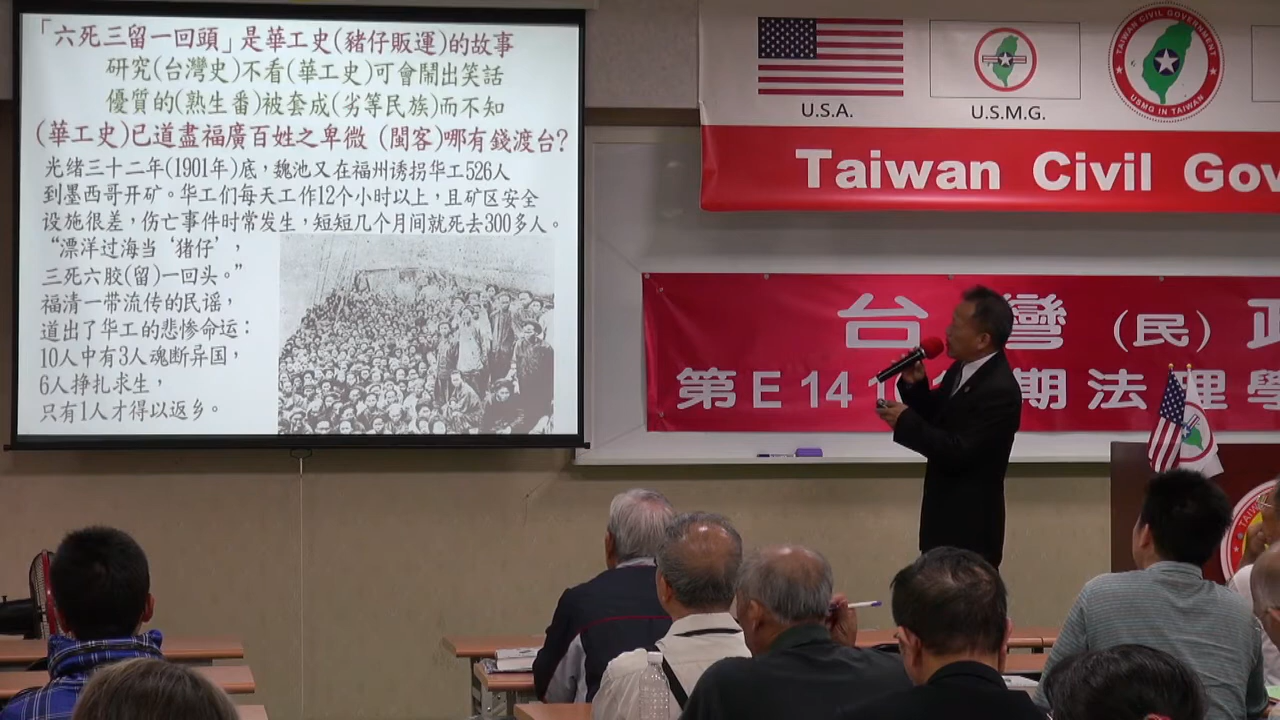 「六死三留一回頭」是華工史(豬仔販運)的故事
研究(台灣史)不看(華工史)可會鬧出笑話
優質的(熟生番)被套成(劣等民族)而不知
(華工史)已道盡福廣百姓之卑微 (閩客)哪有錢渡台?
光绪三十二年(1901年)底,魏池又在福州诱拐华工526人
到墨西哥开矿。华工们每天工作12个小时以上,且矿区安全
设施很差,伤亡事件时常发生,短短几个月间就死去300多人。
“漂洋过海当‘猪仔’,
三死六胶(留)一回头。”
福清一带流传的民谣,
道出了华工的悲惨命运:
10人中有3人魂断异国,
6人挣扎求生,
只有1人才得以返乡。
U.S.A.
U.S.M.G.
TAIWAN CIVIL GOVERNMENT
USMG IN TAIWAN
Taiwan Civil Gov
台灣(民)政
第E141 期法理學